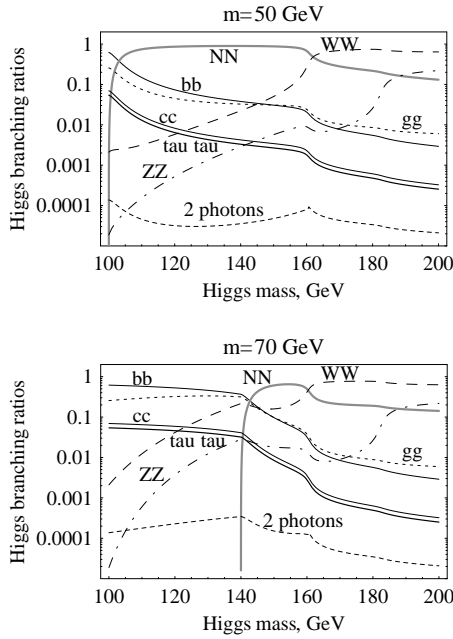 m=50 GeV
Higgs branching ratios
1
0.1
0.01
0.001
0.0001
NN
WW
bb
cc
gg
tau tau
ZZ
2 photons
100 120 140 160 180 200
Higgs mass, GeV
m=70 GeV
Higgs branching ratios
1
0.1
0.01
0.001
0.0001
NN
WW
bb
cc
gg
tau tau
ZZ
2 photons
100 120 140 160 180 200
Higgs mass, GeV